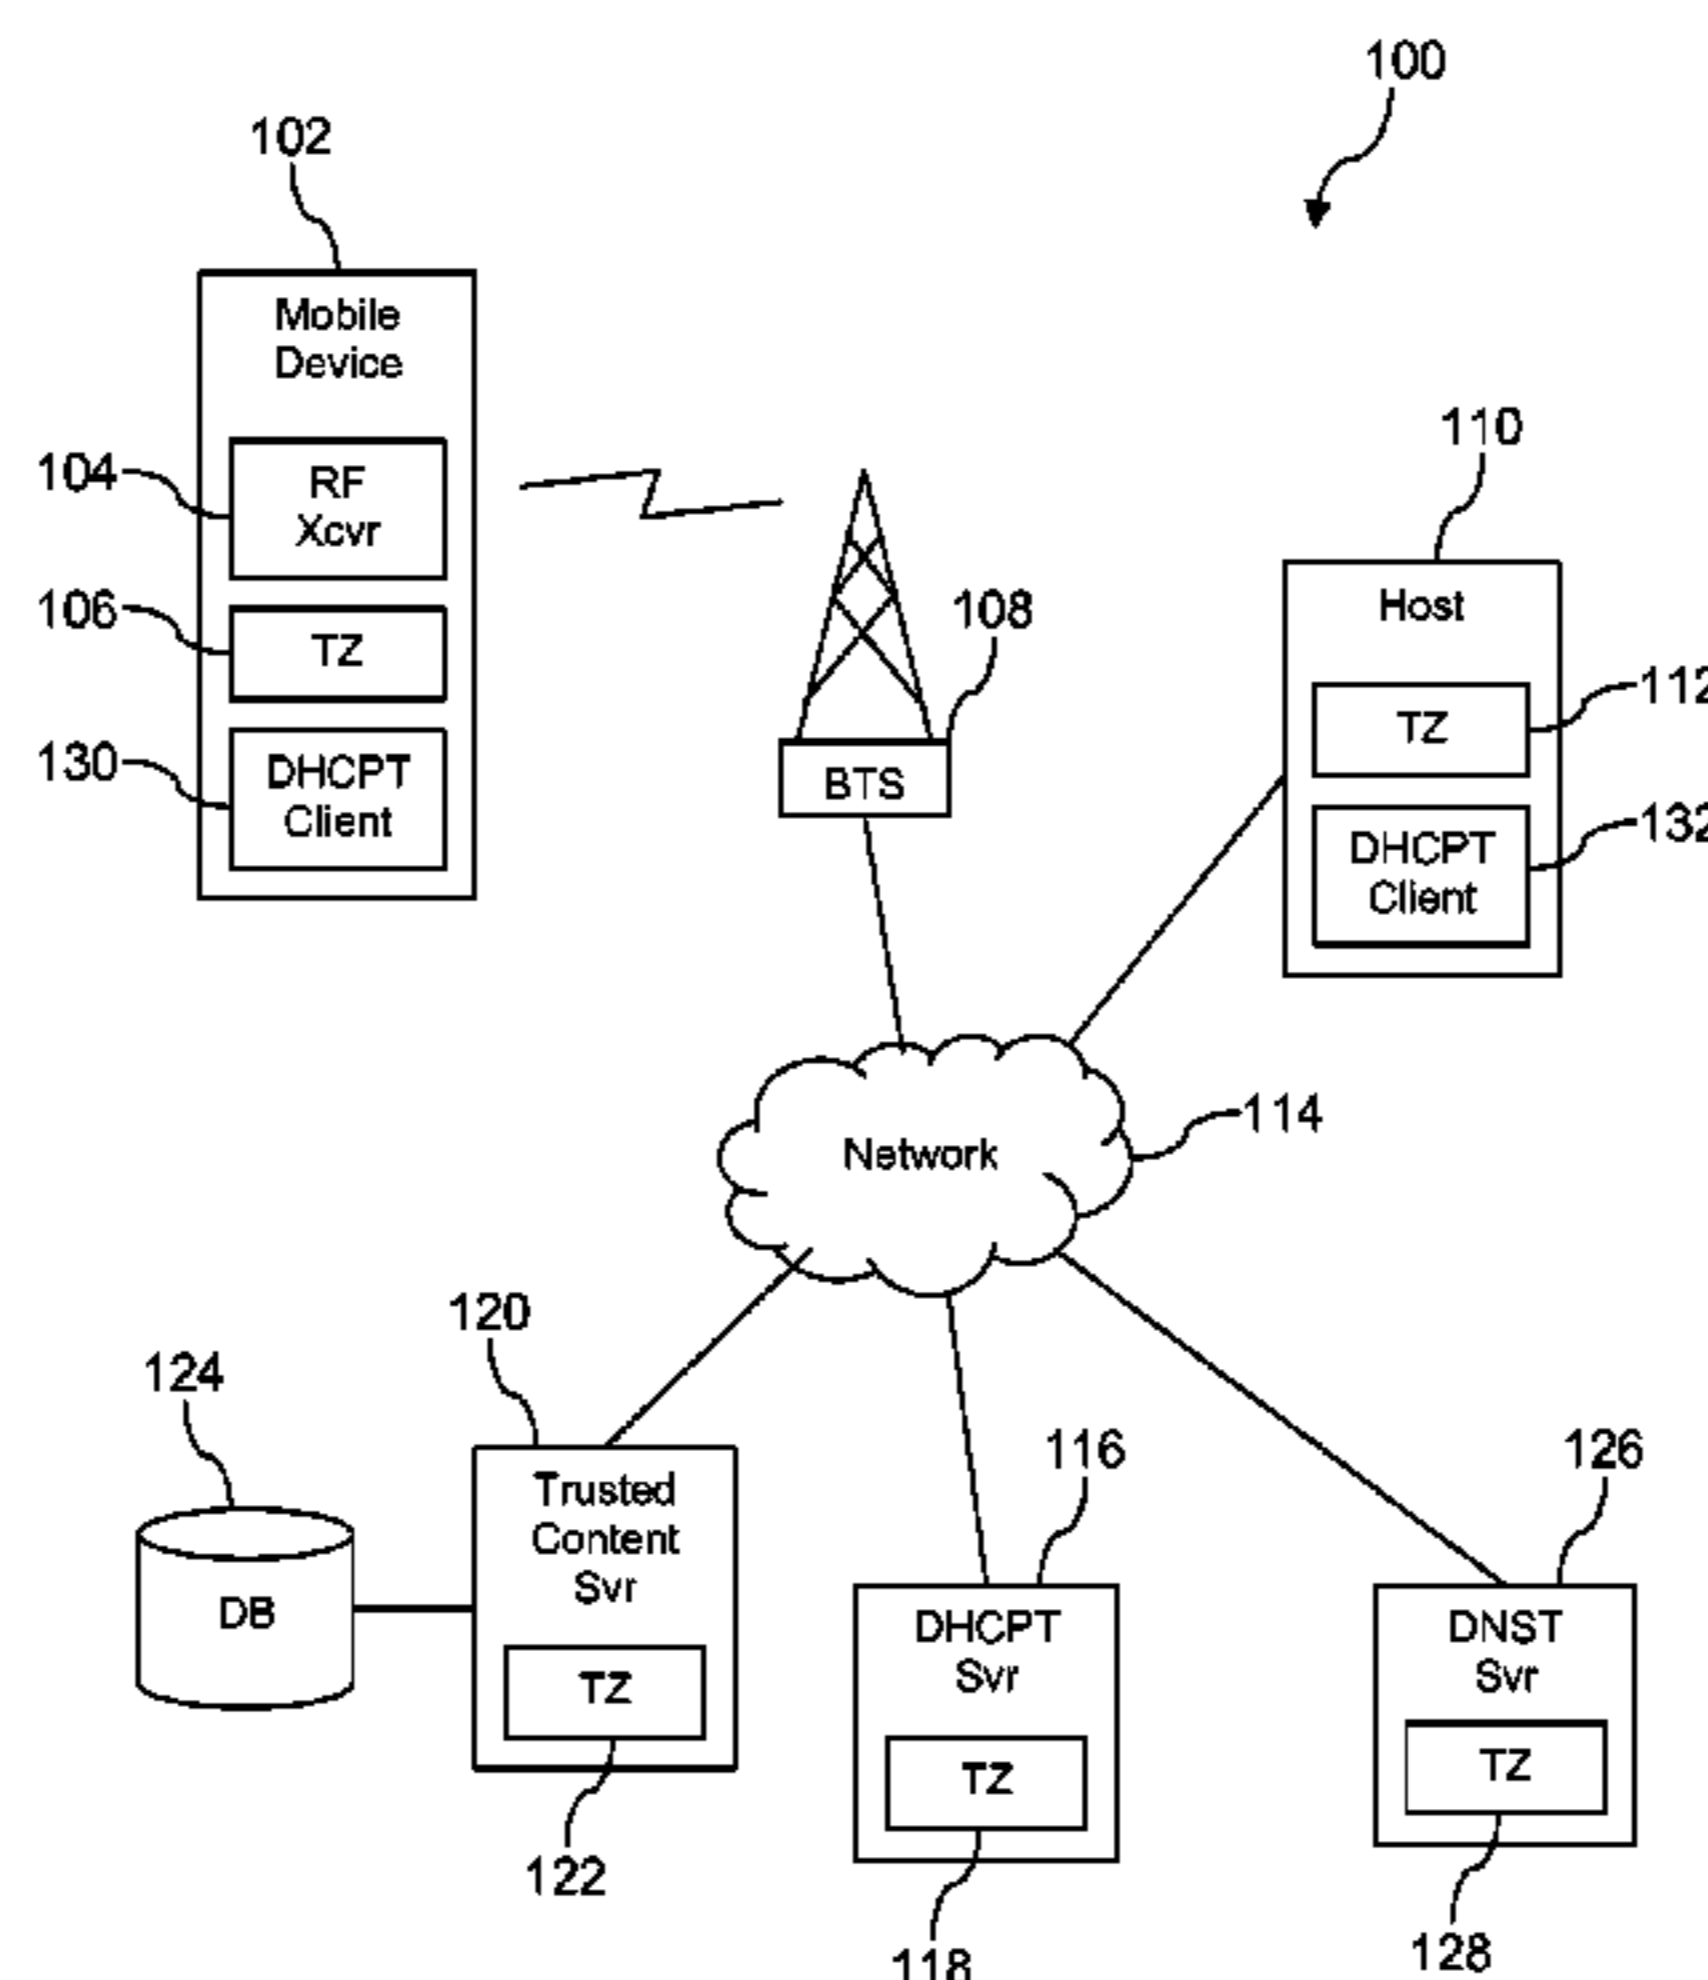 100
102
Mobile
Device
104
RF
Xcvr
106
TZ
130
DHCPT
Client
108
BTS
110
Host
TZ
112
DHCPT
Client
132
Network
114
120
124
DB
Trusted
Content
Svr
TZ
122
116
DHCPT
Svr
TZ
118
126
DNST
Svr
TZ
128